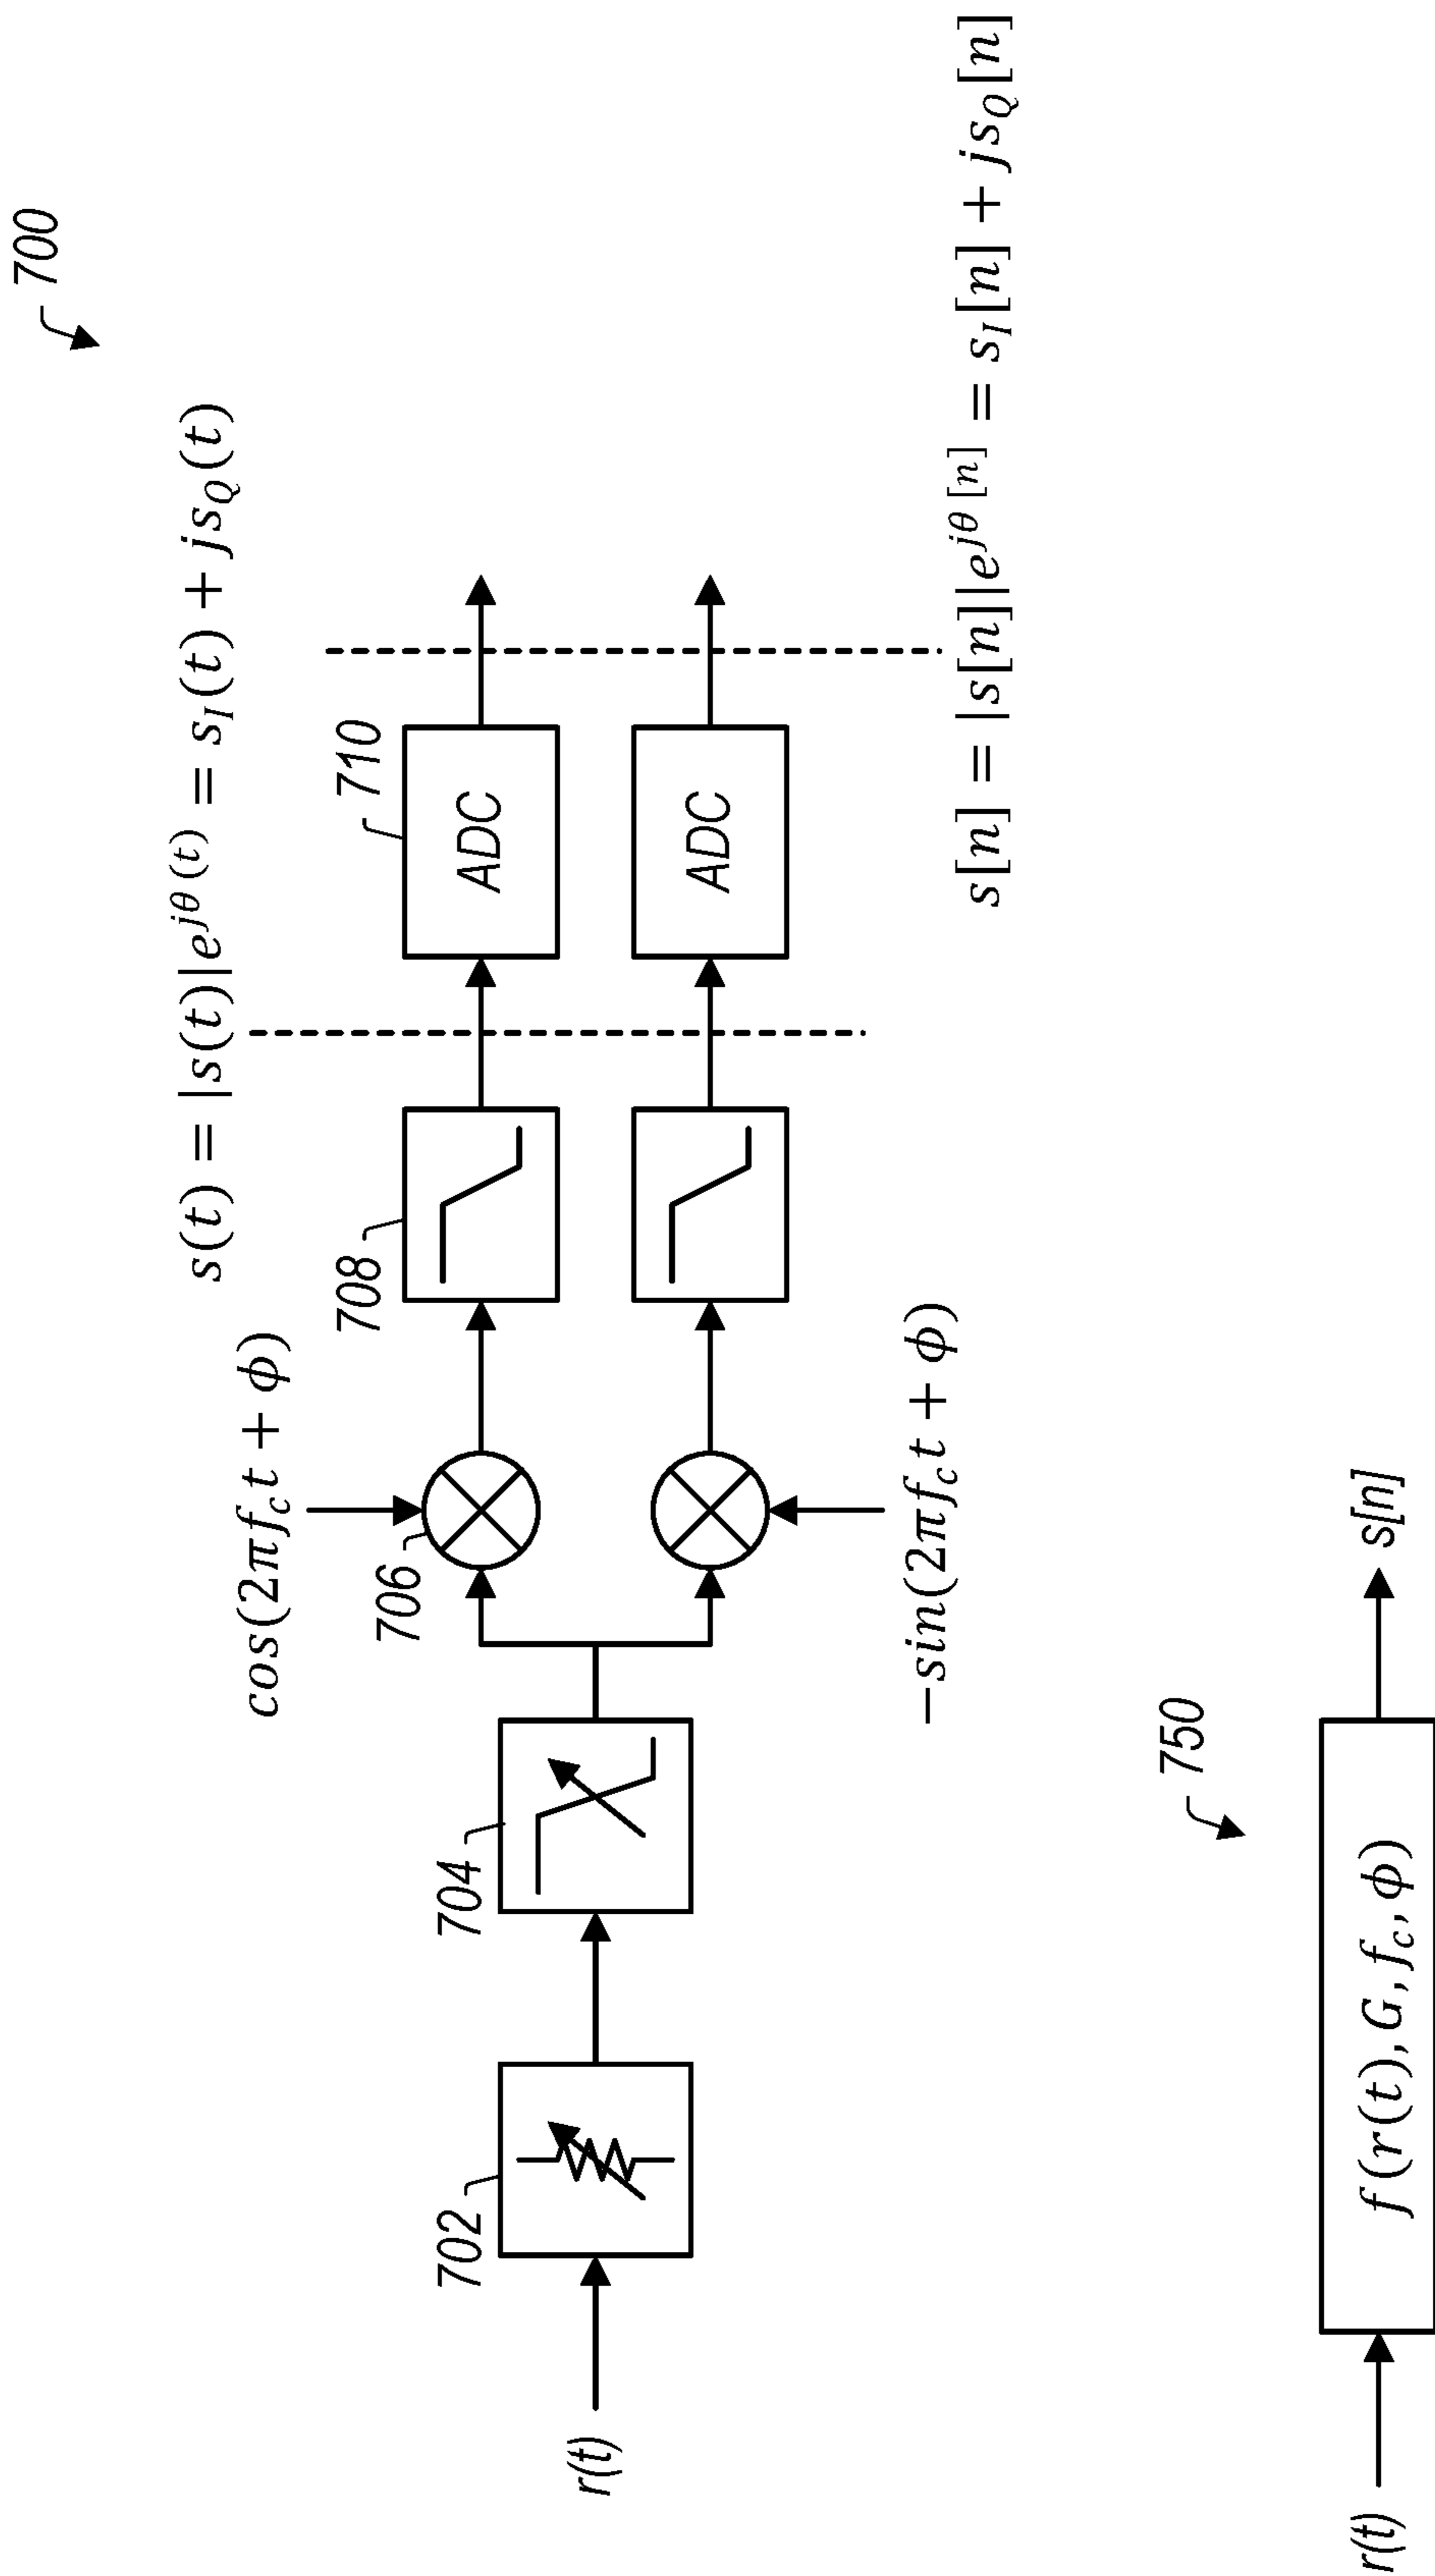 700
s(t) = |s(t)|e^{jθ(t)} = s_I(t) + js_Q(t)
cos(2πf_c t + ϕ)
706
708
710
ADC
r(t)
702
704
ADC
−sin(2πf_c t + ϕ)
s[n] = |s[n]|e^{jθ[n]} = s_I[n] + js_Q[n]
750
r(t)
f(r(t), G, f_c, ϕ)
s[n]